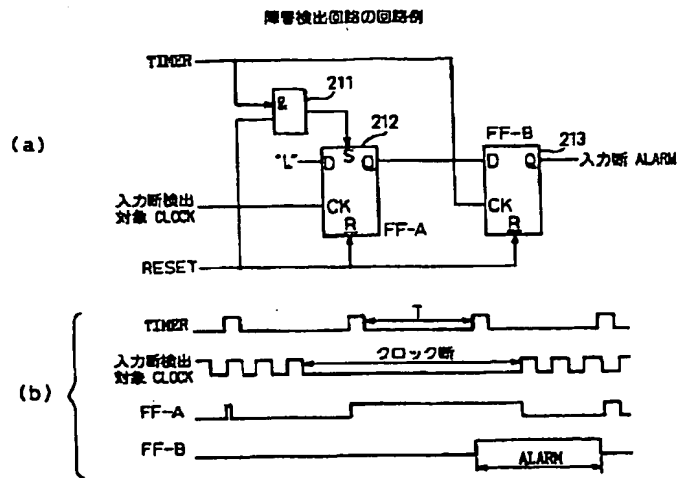 障害検出回路の回路例
(a)
TIMER
&
211
212
"L"
D
S
Q
CK
R
FF-A
FF-B
213
D
Q
CK
R
入力断 ALARM
入力断検出
対象 CLOCK
RESET
(b)
TIMER
T
入力断検出
対象 CLOCK
クロック断
FF-A
FF-B
ALARM